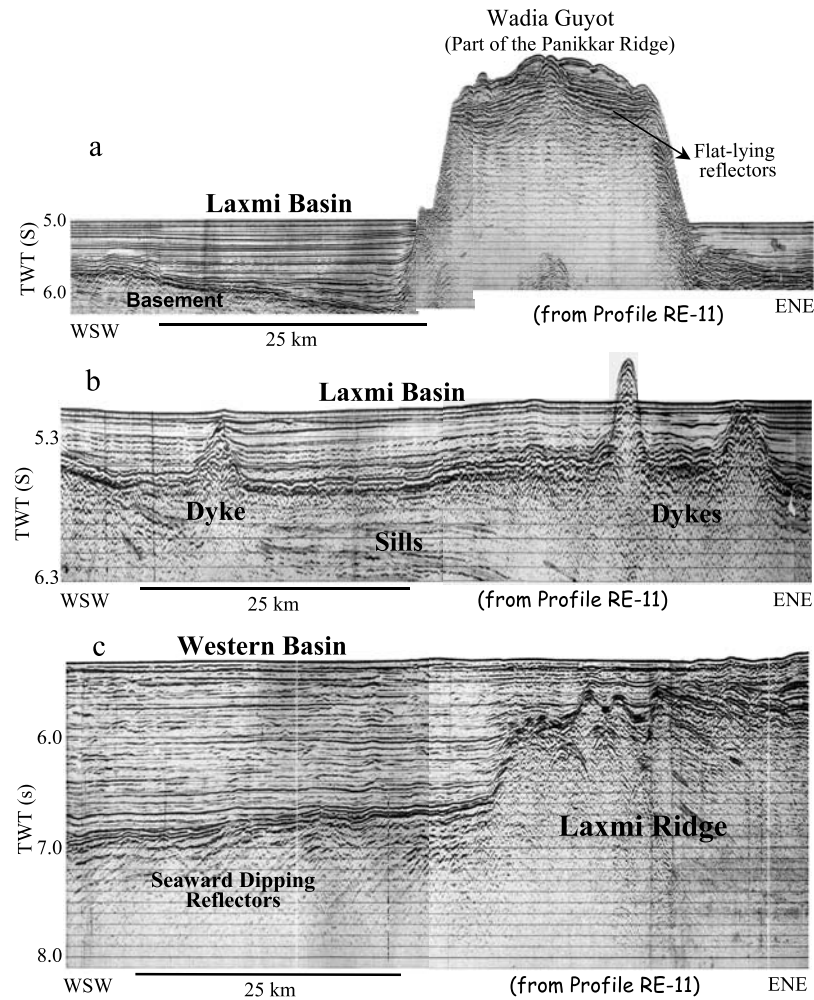 Wadia Guyot
(Part of the Panikkar Ridge)
a
Flat-lying
reflectors
Laxmi Basin
5.0
TWT (S)
6.0
Basement
WSW
25 km
(from Profile RE-11)
ENE
b
Laxmi Basin
5.3
TWT (S)
Dyke
Sills
Dykes
6.3
WSW
25 km
(from Profile RE-11)
ENE
c
Western Basin
6.0
TWT (s)
7.0
Laxmi Ridge
Seaward Dipping
Reflectors
8.0
WSW
25 km
(from Profile RE-11)
ENE